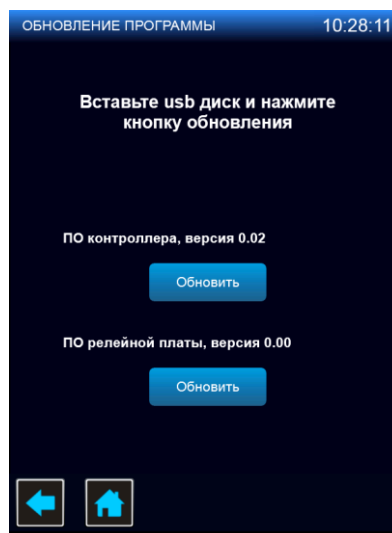 ОБНОВЛЕНИЕ ПРОГРАММЫ 10:28:11
Вставьте usb диск и нажмите
кнопку обновления
ПО контроллера, версия 0.02
Обновить
ПО релейной платы, версия 0.00
Обновить